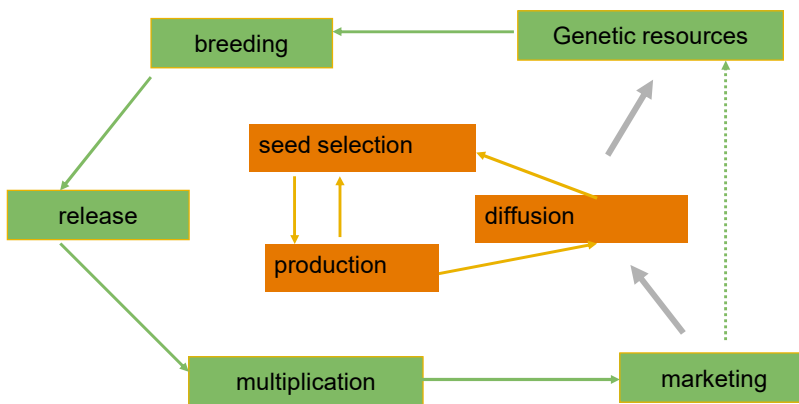 Genetic resources
breeding
seed selection
release
diffusion
production
multiplication
marketing